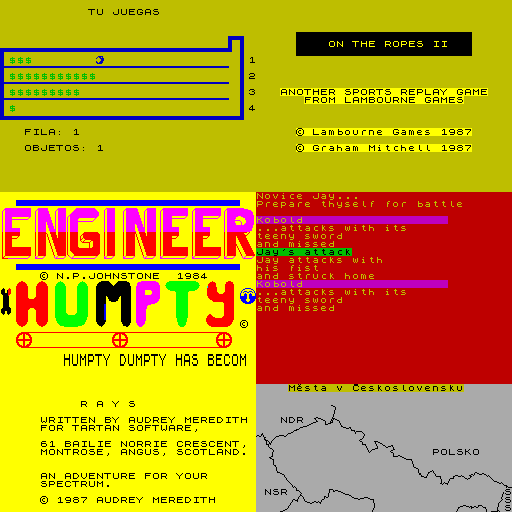 TU JUEGAS
$$$
1
$$$$$$$$$$$
2
$$$$$$$$$
3
$
4
FILA: 1
OBJETOS: 1
ON THE ROPES II
ANOTHER SPORTS REPLAY GAME
FROM LAMBOURNE GAMES
© Lambourne Games 1987
© Graham Mitchell 1987
ENGINEER
© N.P.JOHNSTONE 1984
HUMPTY
©
HUMPTY DUMPTY HAS BECOM
Novice Jay...
Prepare thyself for battle
Kobold
...attacks with its
teeny sword
and missed
Jay's attack
Jay attacks with
his fist
and struck home
Kobold
...attacks with its
teeny sword
and missed
RAYS
WRITTEN BY AUDREY MEREDITH
FOR TARTAN SOFTWARE,
61 BAILIE NORRIE CRESCENT,
MONTROSE, ANGUS, SCOTLAND.
AN ADVENTURE FOR YOUR
SPECTRUM.
© 1987 AUDREY MEREDITH
Města v Československu
NDR
POLSKO
NSR